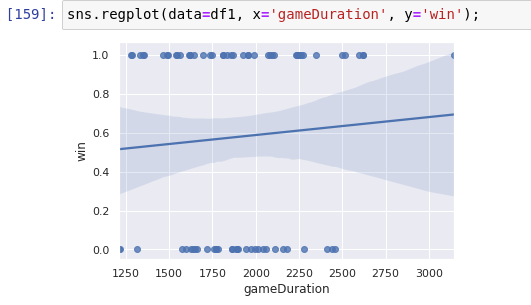 [159]: sns.regplot(data=df1, x='gameDuration', y='win');
1.0
0.8
0.6
win
0.4
0.2
0.0
1250 1500 1750 2000 2250 2500 2750 3000
gameDuration